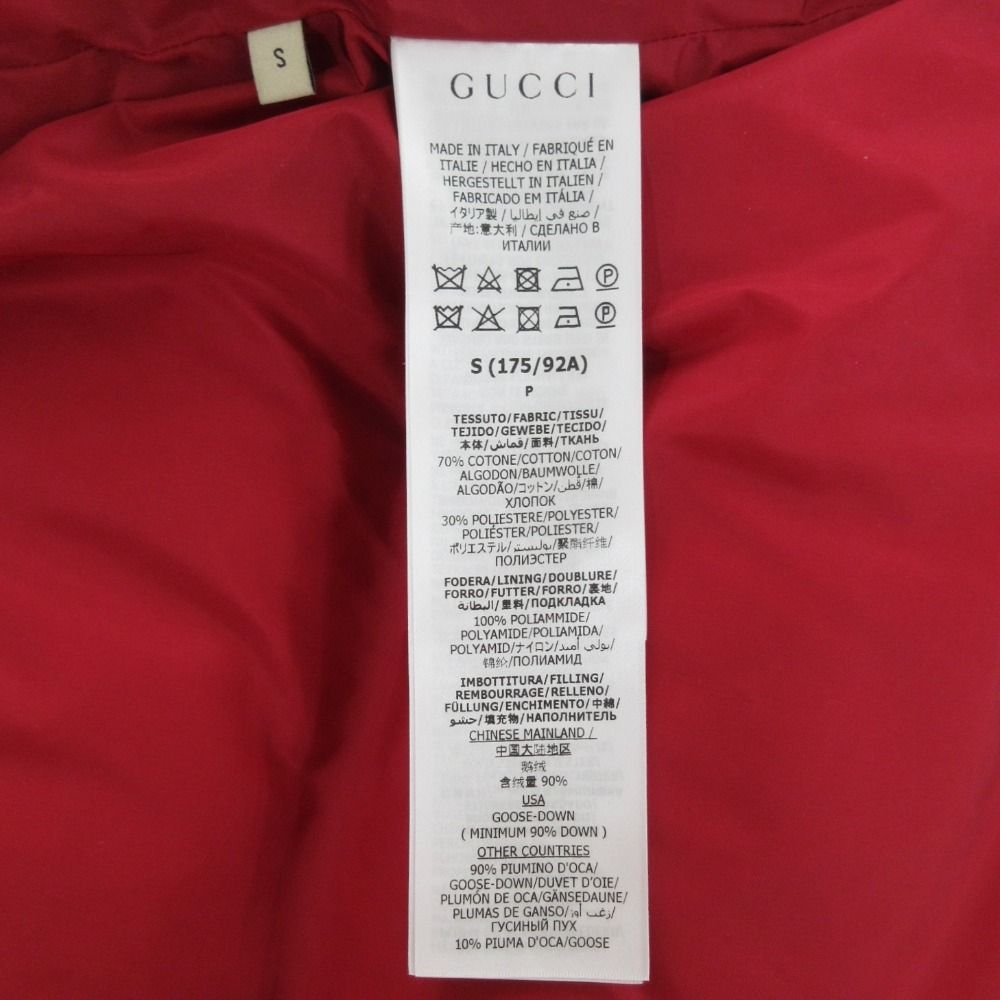 S
GUCCI
MADE IN ITALY / FABRIQUÉ EN
ITALIE / HECHO EN ITALIA /
HERGESTELLT IN ITALIEN /
FABRICADO EM ITÁLIA /
イタリア製 / صنع في إيطاليا /
产地:意大利 / СДЕЛАНО В
ИТАЛИИ
P
P
S (175/92A)
P
TESSUTO/FABRIC/TISSU/
TEJIDO/GEWEBE/TECIDO/
本体/قماش/面料/ТКАНЬ
70% COTONE/COTTON/COTON/
ALGODON/BAUMWOLLE/
ALGODÃO/コットン/قطن/棉/
ХЛОПОК
30% POLIESTERE/POLYESTER/
POLIÉSTER/POLIESTER/
ポリエステル/بوليستر/聚酯纤维/
ПОЛИЭСТЕР
FODERA/LINING/DOUBLURE/
FORRO/FUTTER/FORRO/裏地/
البطانة/里料/ПОДКЛАДКА
100% POLIAMMIDE/
POLYAMIDE/POLIAMIDA/
POLYAMID/ナイロン/بولي أميد/
锦纶/ПОЛИАМИД
IMBOTTITURA/FILLING/
REMBOURRAGE/RELLENO/
FÜLLUNG/ENCHIMENTO/中綿/
حشو/填充物/НАПОЛНИТЕЛЬ
CHINESE MAINLAND /
中国大陆地区
鹅绒
含绒量 90%
USA
GOOSE-DOWN
( MINIMUM 90% DOWN )
OTHER COUNTRIES
90% PIUMINO D'OCA/
GOOSE-DOWN/DUVET D'OIE/
PLUMÓN DE OCA/GÄNSEDAUNE/
PLUMAS DE GANSO/زغب أوز/
ГУСИНЫЙ ПУХ
10% PIUMA D'OCA/GOOSE